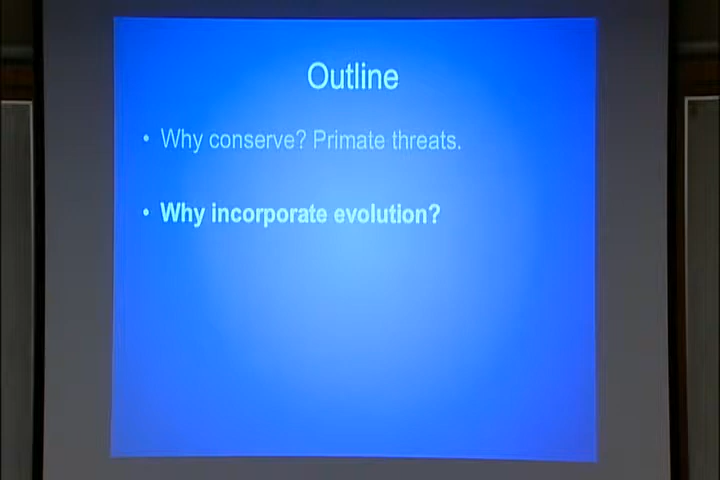 Outline
• Why conserve? Primate threats.
• Why incorporate evolution?